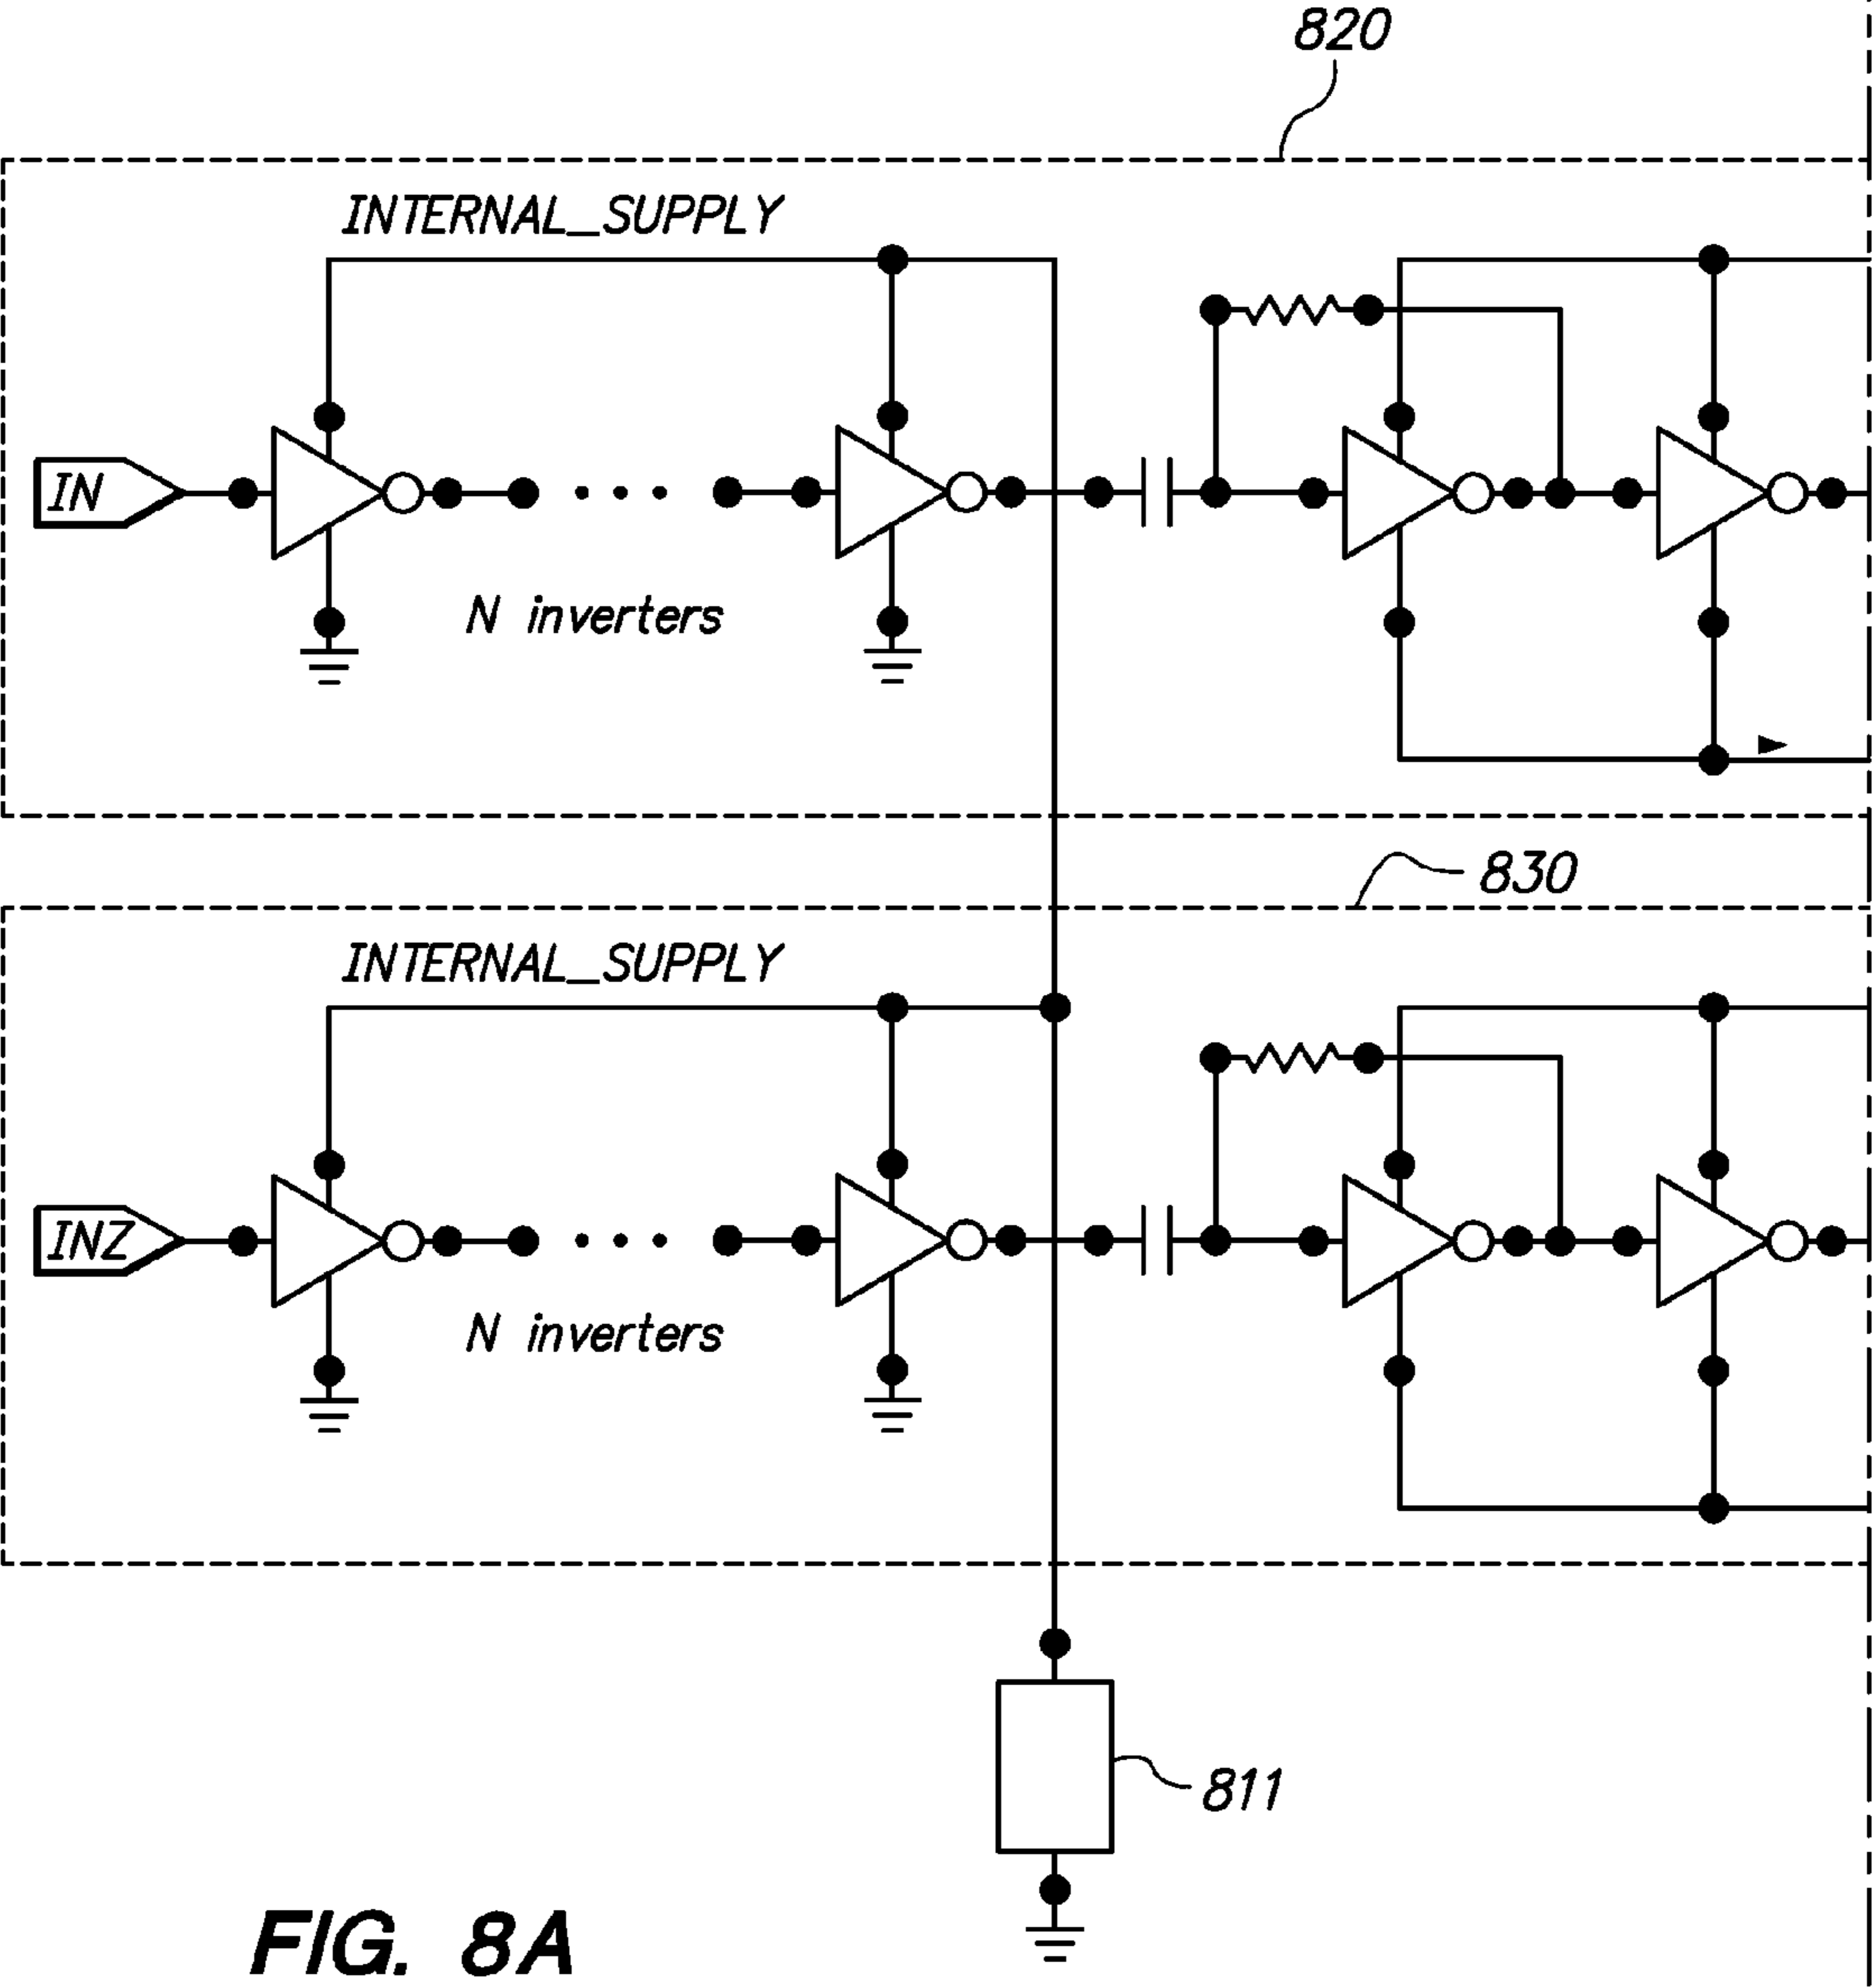 820
INTERNAL_SUPPLY
IN
N inverters
830
INTERNAL_SUPPLY
INZ
N inverters
811
FIG. 8A